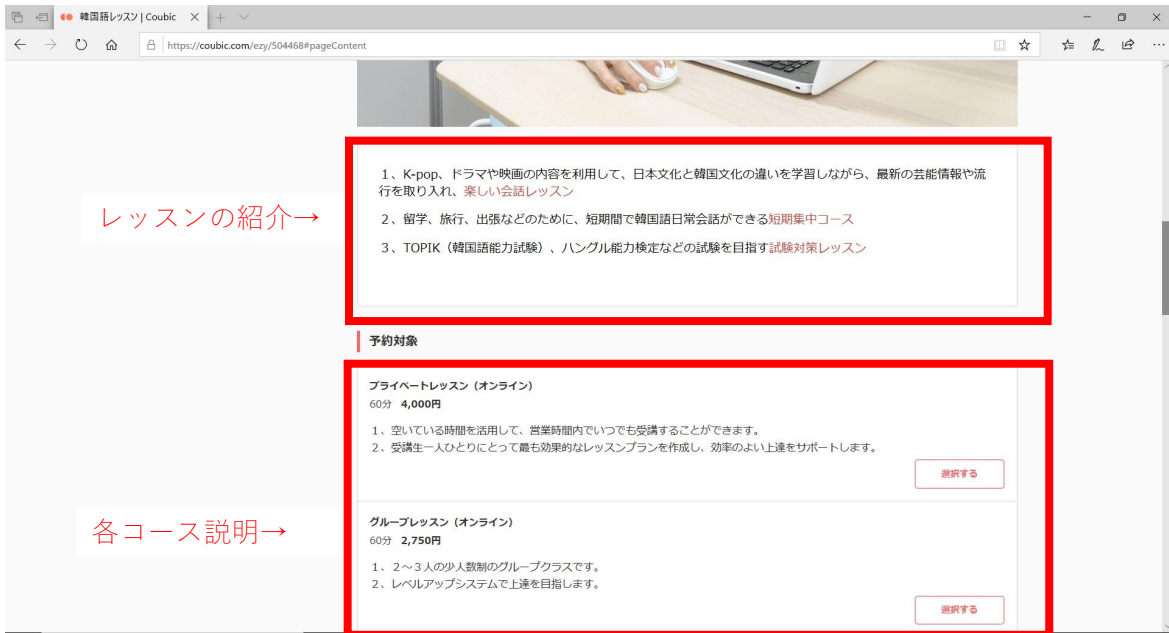 韓国語レッスン | Coubic
https://coubic.com/ezy/504468#pageContent
1、K-pop、ドラマや映画の内容を利用して、日本文化と韓国文化の違いを学習しながら、最新の芸能情報や流
行を取り入れ、楽しい会話レッスン
レッスンの紹介→
2、留学、旅行、出張などのために、短期間で韓国語日常会話ができる短期集中コース
3、TOPIK（韓国語能力試験）、ハングル能力検定などの試験を目指す試験対策レッスン
予約対象
プライベートレッスン（オンライン）
60分 4,000円
1、空いている時間を活用して、営業時間内でいつでも受講することができます。
2、受講生一人ひとりにとって最も効果的なレッスンプランを作成し、効率のよい上達をサポートします。
選択する
各コース説明→
グループレッスン（オンライン）
60分 2,750円
1、2～3人の少人数制のグループクラスです。
2、レベルアップシステムで上達を目指します。
選択する